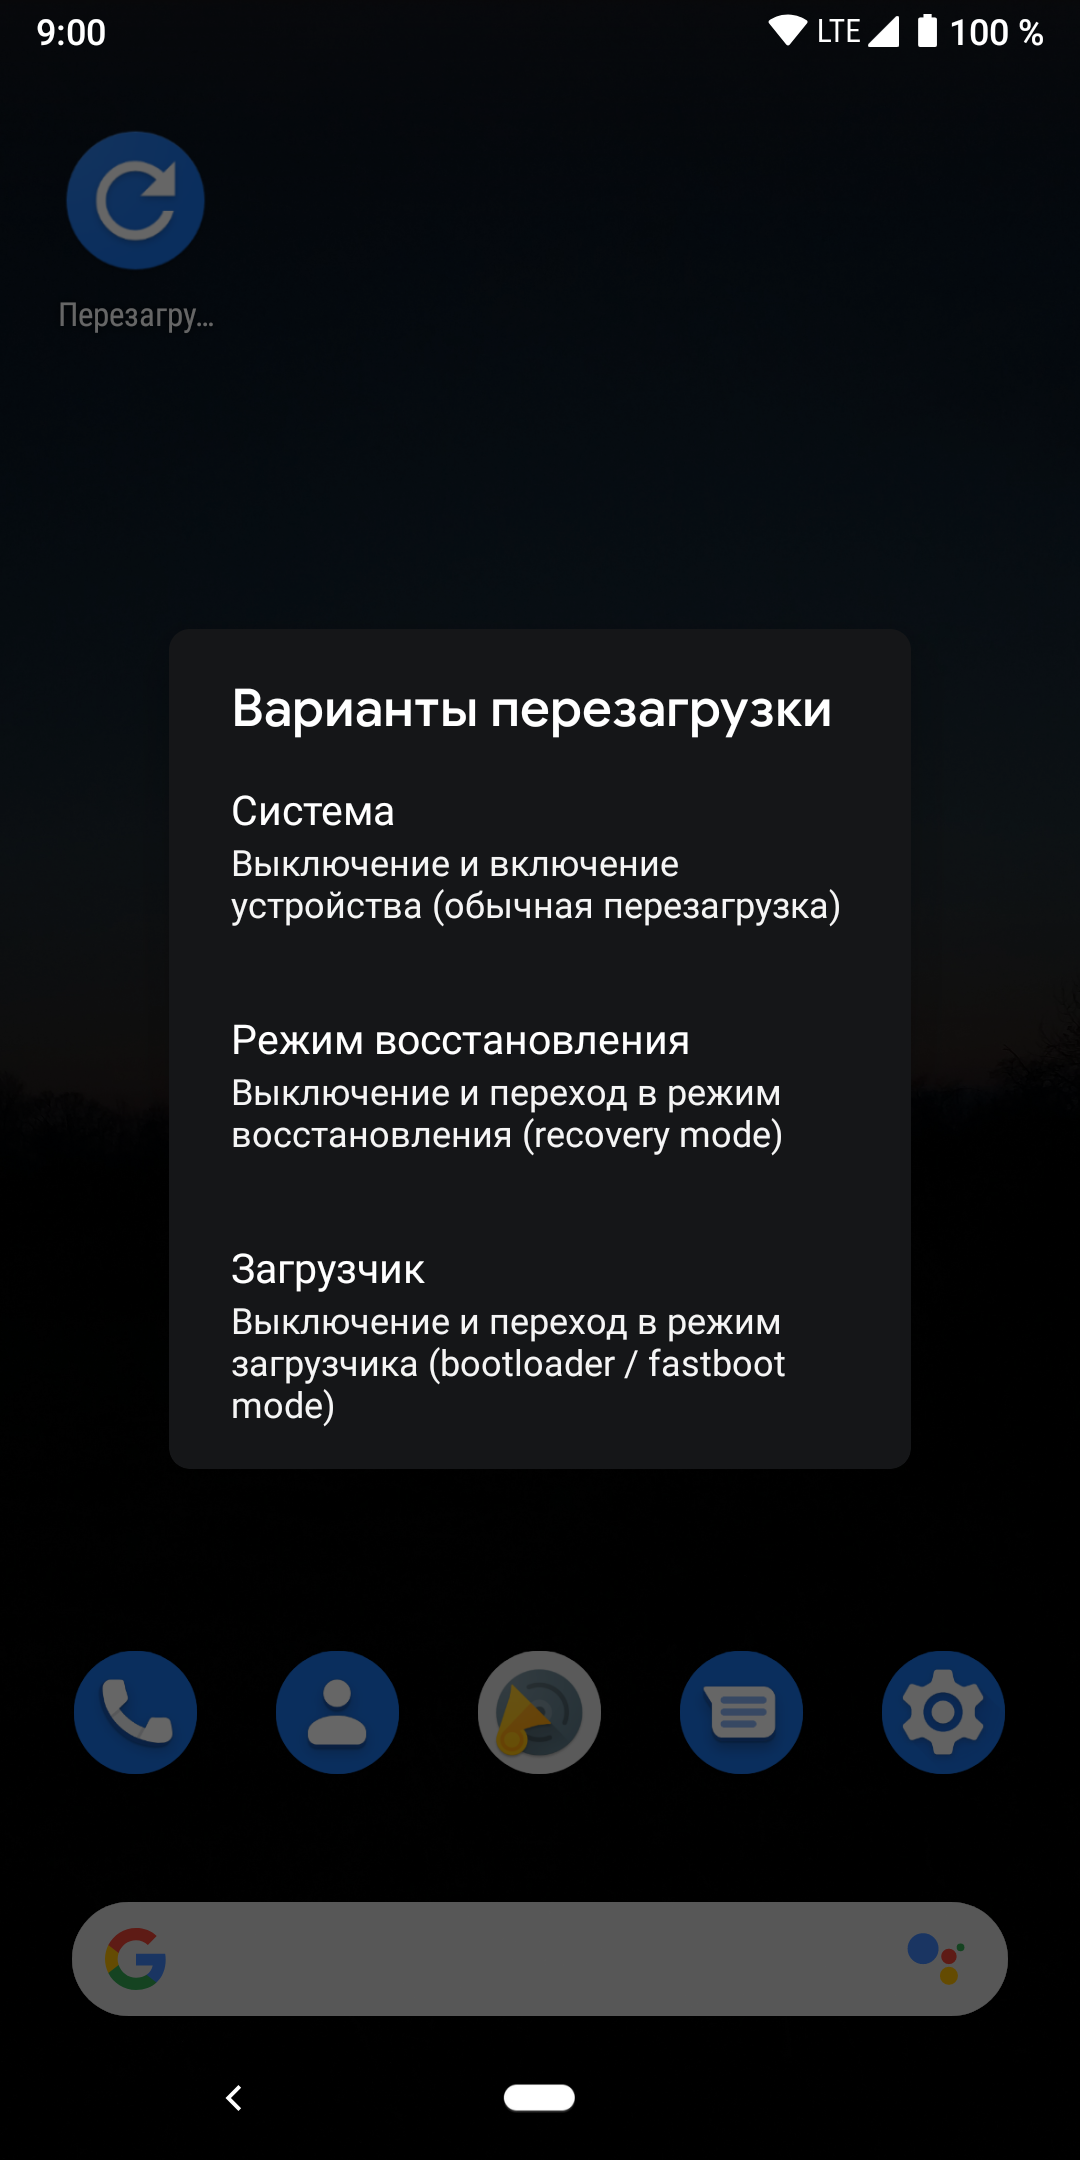 9:00 LTE 100 %
Перезагру...
Варианты перезагрузки
Система
Выключение и включение
устройства (обычная перезагрузка)
Режим восстановления
Выключение и переход в режим
восстановления (recovery mode)
Загрузчик
Выключение и переход в режим
загрузчика (bootloader / fastboot
mode)